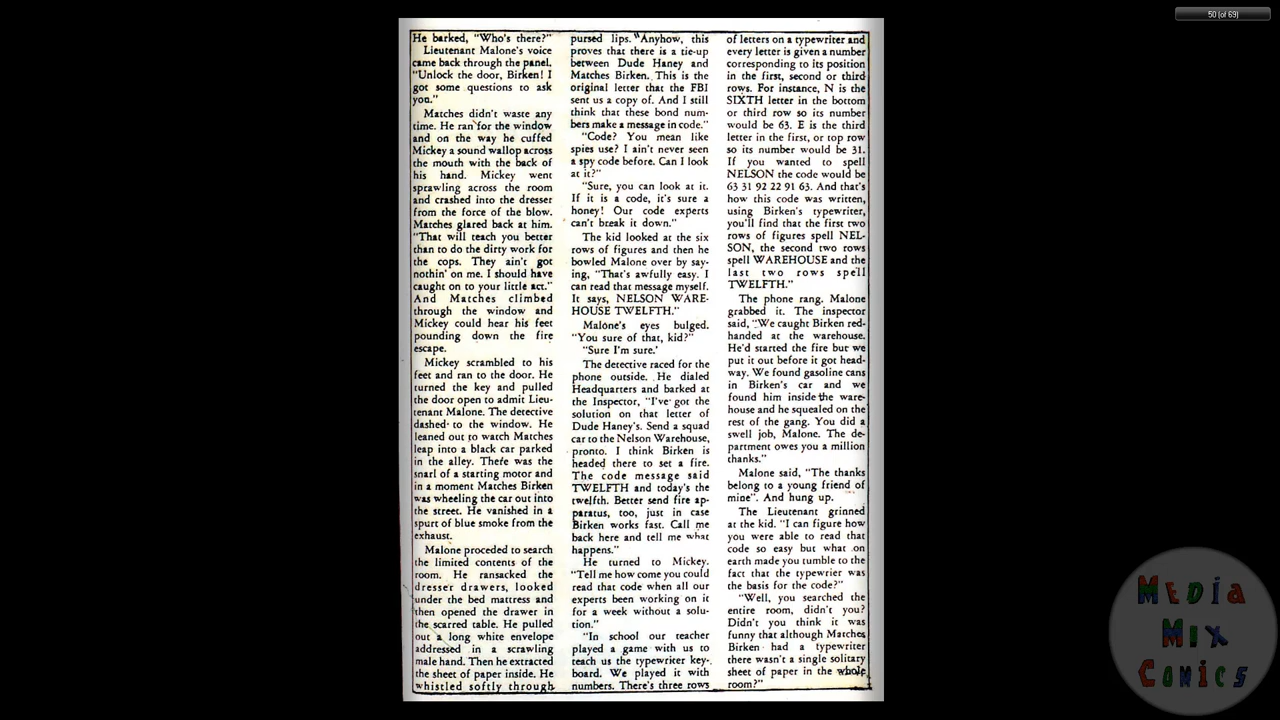 50 (of 69)
He barked, "Who's there?"
Lieutenant Malone's voice
came back through the panel.
"Unlock the door, Birken! I
got some questions to ask
you."
Matches didn't waste any
time. He ran for the window
and on the way he cuffed
Mickey a sound wallop across
the mouth with the back of
his hand. Mickey went
sprawling across the room
and crashed into the dresser
from the force of the blow.
Matches glared back at him.
"That will teach you better
than to do the dirty work for
the cops. They ain't got
nothin' on me. I should have
caught on to your little act."
And Matches climbed
through the window and
Mickey could hear his feet
pounding down the fire
escape.
Mickey scrambled to his
feet and ran to the door. He
turned the key and pulled
the door open to admit Lieu-
tenant Malone. The detective
dashed to the window. He
leaned out to watch Matches
leap into a black car parked
in the alley. There was the
snarl of a starting motor and
in a moment Matches Birken
was wheeling the car out into
the street. He vanished in a
spurt of blue smoke from the
exhaust.
Malone proceded to search
the limited contents of the
room. He ransacked the
dresser drawers, looked
under the bed mattress and
then opened the drawer in
the scarred table. He pulled
out a long white envelope
addressed in a scrawling
male hand. Then he extracted
the sheet of paper inside. He
whistled softly through
pursed lips. "Anyhow, this
proves that there is a tie-up
between Dude Haney and
Matches Birken. This is the
original letter that the FBI
sent us a copy of. And I still
think that these bond num-
bers make a message in code."
"Code? You mean like
spies use? I ain't never seen
a spy code before. Can I look
at it?"
"Sure, you can look at it.
If it is a code, it's sure a
honey! Our code experts
can't break it down."
The kid looked at the six
rows of figures and then he
bowled Malone over by say-
ing, "That's awfully easy. I
can read that message myself.
It says, NELSON WARE-
HOUSE TWELFTH."
Malone's eyes bulged.
"You sure of that, kid?"
"Sure I'm sure.'
The detective raced for the
phone outside. He dialed
Headquarters and barked at
the Inspector, "I've got the
solution on that letter of
Dude Haney's. Send a squad
car to the Nelson Warehouse,
pronto. I think Birken is
headed there to set a fire.
The code message said
TWELFTH and today's the
twelfth. Better send fire ap-
paratus, too, just in case
Birken works fast. Call me
back here and tell me what
happens."
He turned to Mickey.
"Tell me how come you could
read that code when all our
experts been working on it
for a week without a solu-
tion."
"In school our teacher
played a game with us to
teach us the typewriter key-
board. We played it with
numbers. There's three rows
of letters on a typewriter and
every letter is given a number
corresponding to its position
in the first, second or third
rows. For instance, N is the
SIXTH letter in the bottom
or third row so its number
would be 63. E is the third
letter in the first, or top row
so its number would be 31.
If you wanted to spell
NELSON the code would be
63 31 92 22 91 63. And that's
how this code was written,
using Birken's typewriter,
you'll find that the first two
rows of figures spell NEL-
SON, the second two rows
spell WAREHOUSE and the
last two rows spell
TWELFTH."
The phone rang. Malone
grabbed it. The inspector
said, "We caught Birken red-
handed at the warehouse.
He'd started the fire but we
put it out before it got head-
way. We found gasoline cans
in Birken's car and we
found him inside the ware-
house and he squealed on the
rest of the gang. You did a
swell job, Malone. The de-
partment owes you a million
thanks."
Malone said, "The thanks
belong to a young friend of
mine". And hung up.
The Lieutenant grinned
at the kid. "I can figure how
you were able to read that
code so easy but what on
earth made you tumble to the
fact that the typewrier was
the basis for the code?"
"Well, you searched the
entire room, didn't you?
Didn't you think it was
funny that although Matches
Birken had a typewriter
there wasn't a single solitary
sheet of paper in the whole
room?"
MEDiа
Mix
Comics